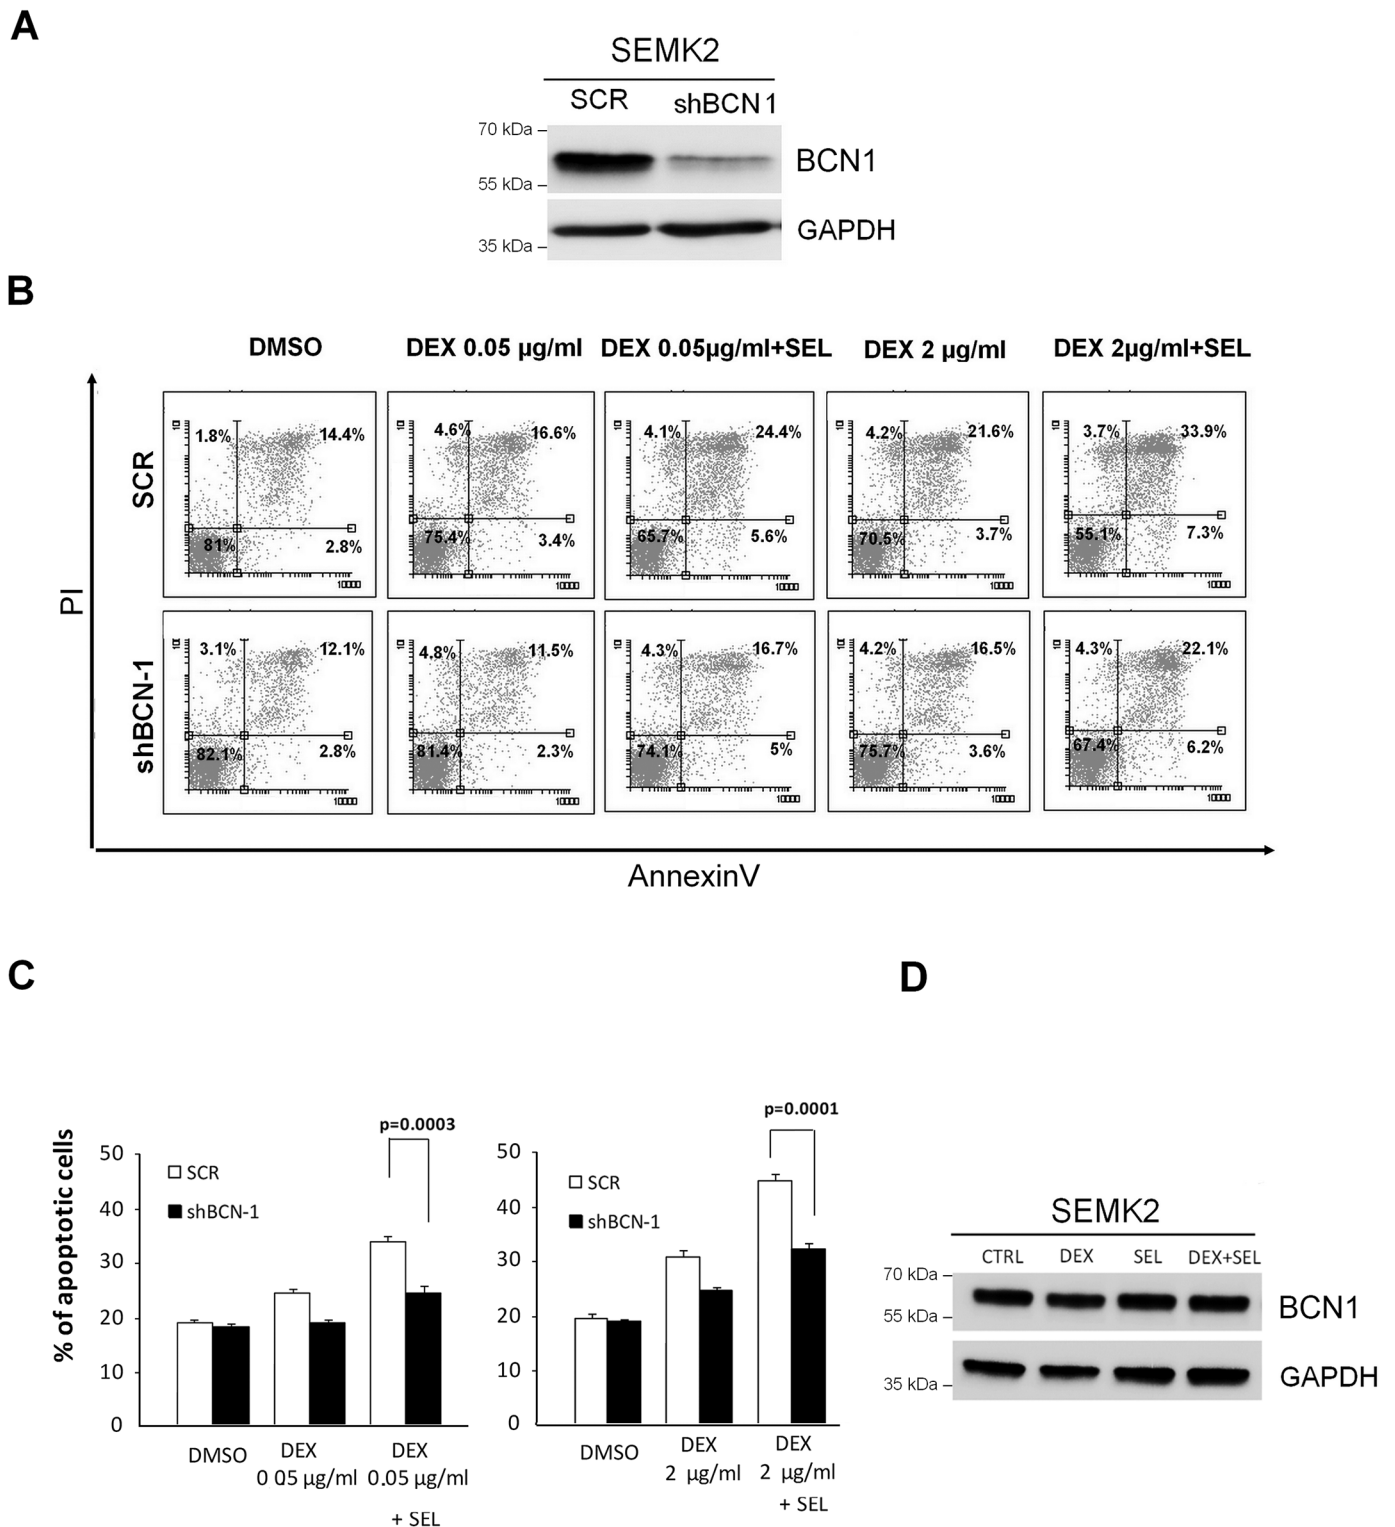 A
SEMK2
SCR shBCN1
70 kDa
BCN1
55 kDa
GAPDH
35 kDa
B
DMSO DEX 0.05 µg/ml DEX 0.05µg/ml+SEL DEX 2 µg/ml DEX 2µg/ml+SEL
SCR
1.8% 14.4% 4.6% 16.6% 4.1% 24.4% 4.2% 21.6% 3.7% 33.9%
81% 2.8% 75.4% 3.4% 65.7% 5.6% 70.5% 3.7% 55.1% 7.3%
PI
shBCN-1
3.1% 12.1% 4.8% 11.5% 4.3% 16.7% 4.2% 16.5% 4.3% 22.1%
82.1% 2.8% 81.4% 2.3% 74.1% 5% 75.7% 3.6% 67.4% 6.2%
AnnexinV
C
% of apoptotic cells
p=0.0003
50
40
30
20
10
0
SCR
shBCN-1
DMSO DEX DEX
0 05 µg/ml 0.05 µg/ml
+ SEL
p=0.0001
50
40
30
20
10
0
SCR
shBCN-1
DMSO DEX DEX
2 µg/ml 2 µg/ml
+ SEL
D
SEMK2
CTRL DEX SEL DEX+SEL
70 kDa
BCN1
55 kDa
GAPDH
35 kDa